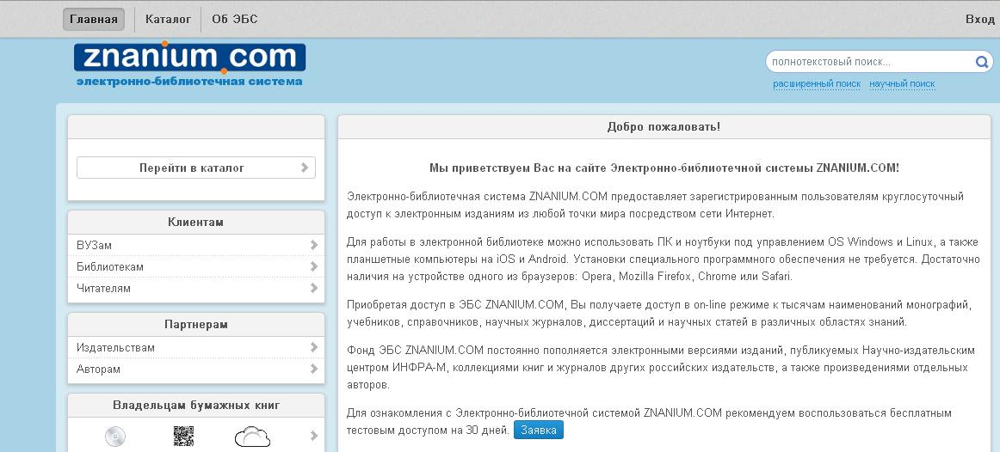 Главная
Каталог
Об ЭБС
Вход
znanium.com
электронно-библиотечная система
полнотекстовый поиск...
расширенный поиск научный поиск
Перейти в каталог
Клиентам
ВУЗам
Библиотекам
Читателям
Партнерам
Издательствам
Авторам
Владельцам бумажных книг
Добро пожаловать!
Мы приветствуем Вас на сайте Электронно-библиотечной системы ZNANIUM.COM!
Электронно-библиотечная система ZNANIUM.COM предоставляет зарегистрированным пользователям круглосуточный
доступ к электронным изданиям из любой точки мира посредством сети Интернет.
Для работы в электронной библиотеке можно использовать ПК и ноутбуки под управлением OS Windows и Linux, а также
планшетные компьютеры на iOS и Android. Установки специального программного обеспечения не требуется. Достаточно
наличия на устройстве одного из браузеров: Opera, Mozilla Firefox, Chrome или Safari.
Приобретая доступ в ЭБС ZNANIUM.COM, Вы получаете доступ в on-line режиме к тысячам наименований монографий,
учебников, справочников, научных журналов, диссертаций и научных статей в различных областях знаний.
Фонд ЭБС ZNANIUM.COM постоянно пополняется электронными версиями изданий, публикуемых Научно-издательским
центром ИНФРА-М, коллекциями книг и журналов других российских издательств, а также произведениями отдельных
авторов.
Для ознакомления с Электронно-библиотечной системой ZNANIUM.COM рекомендуем воспользоваться бесплатным
тестовым доступом на 30 дней. Заявка